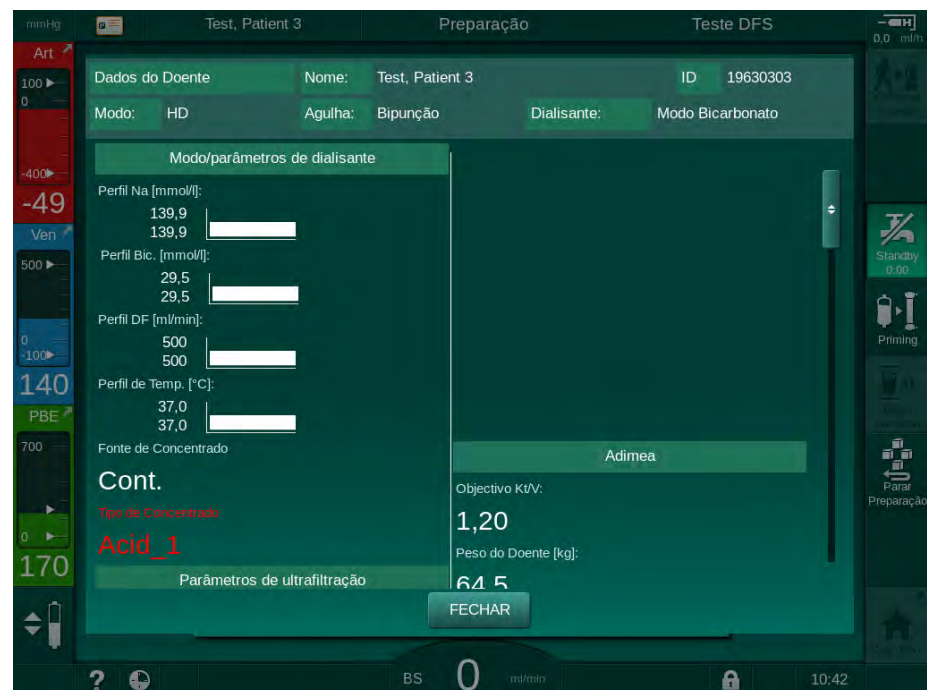 mmHg
Test, Patient 3
Preparação
Teste DFS
0,0 ml/h
Art
100
0
-400
-49
Ven
500
0
-100
140
PBE
700
0
170
Dados do Doente
Nome:
Test, Patient 3
ID
19630303
Modo:
HD
Agulha:
Bipunção
Dialisante:
Modo Bicarbonato
Modo/parâmetros de dialisante
Perfil Na [mmol/l]:
139,9
139,9
Perfil Bic. [mmol/l]:
29,5
29,5
Perfil DF [ml/min]:
500
500
Perfil de Temp. [°C]:
37,0
37,0
Fonte de Concentrado
Cont.
Tipo de Concentrado
Acid_1
Parâmetros de ultrafiltração
Adimea
Objectivo Kt/V:
1,20
Peso do Doente [kg]:
64,5
FECHAR
Standby
0:00
Priming
Parar
Preparação
?
BS
0
ml/min
10:42